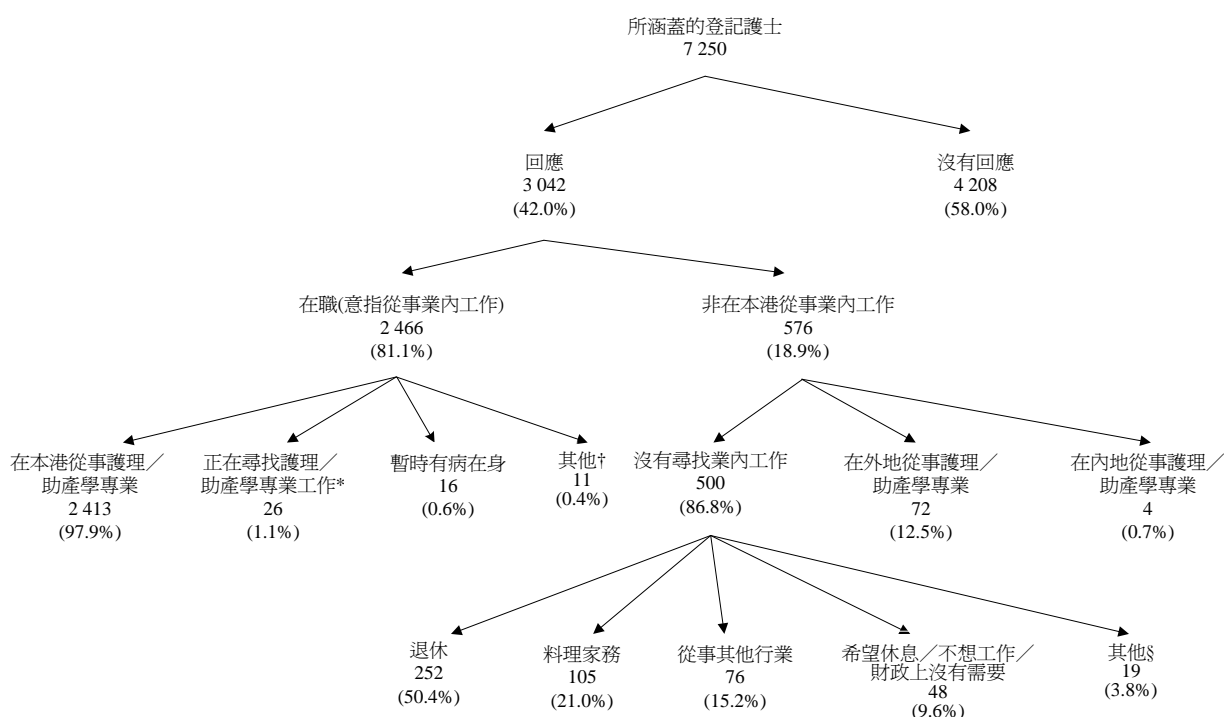 所涵蓋的登記護士
7 250
回應
3 042
(42.0%)
沒有回應
4 208
(58.0%)
在職(意指從事業內工作)
2 466
(81.1%)
非在本港從事業內工作
576
(18.9%)
在本港從事護理／
助產學專業
2 413
(97.9%)
正在尋找護理／
助產學專業工作*
26
(1.1%)
暫時有病在身
16
(0.6%)
其他†
11
(0.4%)
沒有尋找業內工作
500
(86.8%)
在外地從事護理／
助產學專業
72
(12.5%)
在內地從事護理／
助產學專業
4
(0.7%)
退休
252
(50.4%)
料理家務
105
(21.0%)
從事其他行業
76
(15.2%)
希望休息／不想工作／
財政上沒有需要
48
(9.6%)
其他§
19
(3.8%)